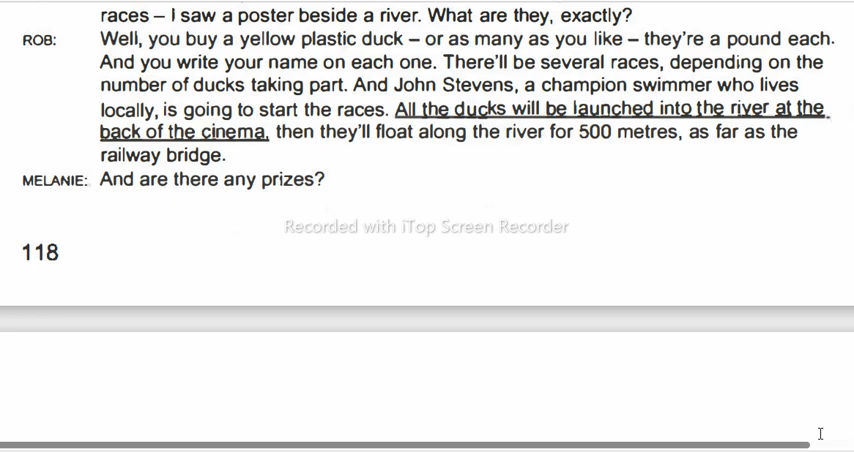 races – I saw a poster beside a river. What are they, exactly?
ROB: Well, you buy a yellow plastic duck – or as many as you like – they're a pound each.
And you write your name on each one. There'll be several races, depending on the
number of ducks taking part. And John Stevens, a champion swimmer who lives
locally, is going to start the races. All the ducks will be launched into the river at the
back of the cinema, then they'll float along the river for 500 metres, as far as the
railway bridge.
MELANIE: And are there any prizes?
Recorded with iTop Screen Recorder
118